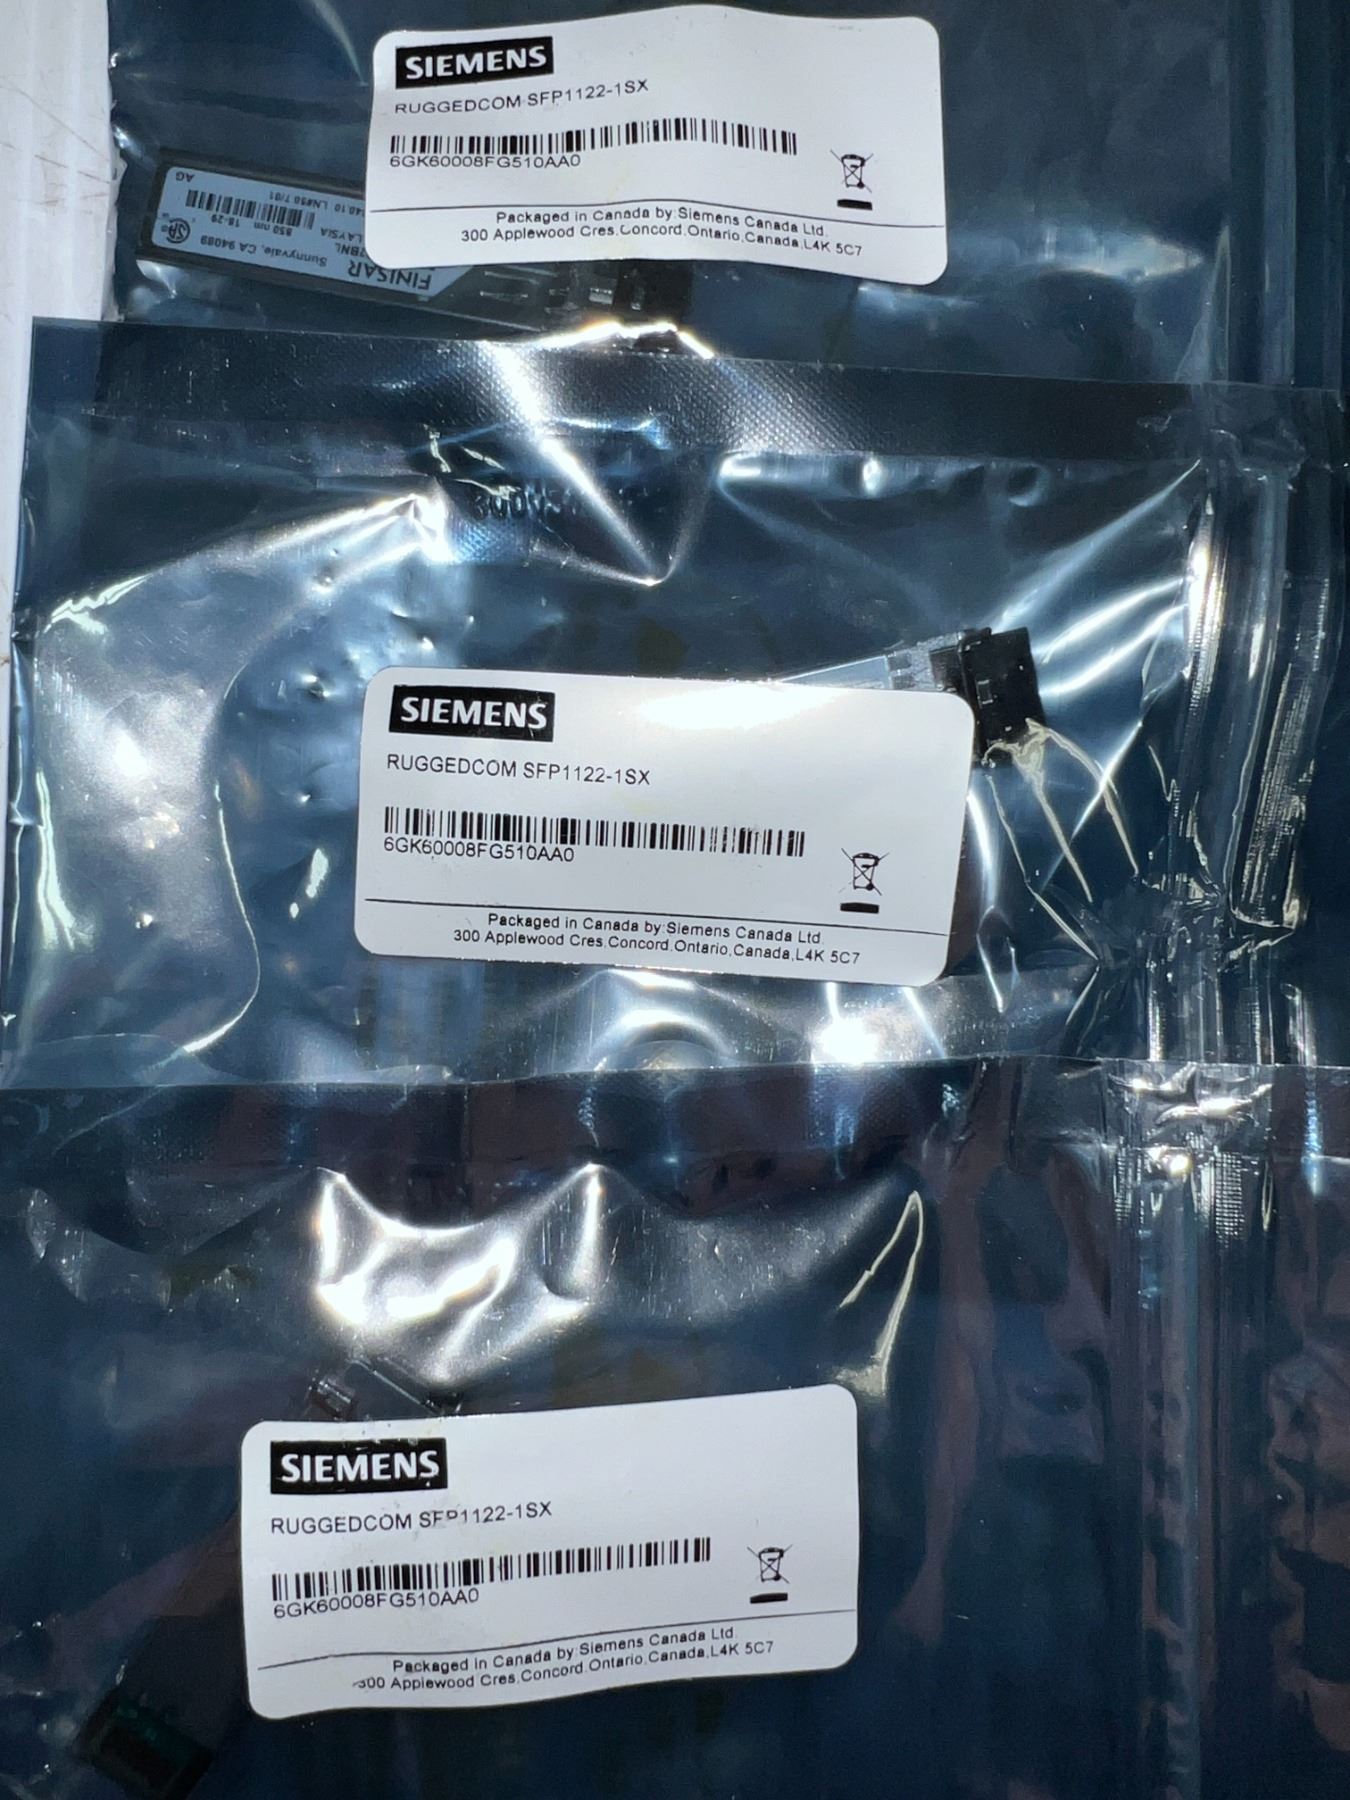 SIEMENS
RUGGEDCOM SFP1122-1SX
6GK60008FG510AA0
Packaged in Canada by:Siemens Canada Ltd.
300 Applewood Cres,Concord,Ontario,Canada,L4K 5C7
FINISAR
Sunnyvale, CA 94089
850 nm 18-29
AG
SIEMENS
RUGGEDCOM SFP1122-1SX
6GK60008FG510AA0
Packaged in Canada by:Siemens Canada Ltd.
300 Applewood Cres,Concord,Ontario,Canada,L4K 5C7
SIEMENS
RUGGEDCOM SFP1122-1SX
6GK60008FG510AA0
Packaged in Canada by:Siemens Canada Ltd.
300 Applewood Cres,Concord,Ontario,Canada,L4K 5C7